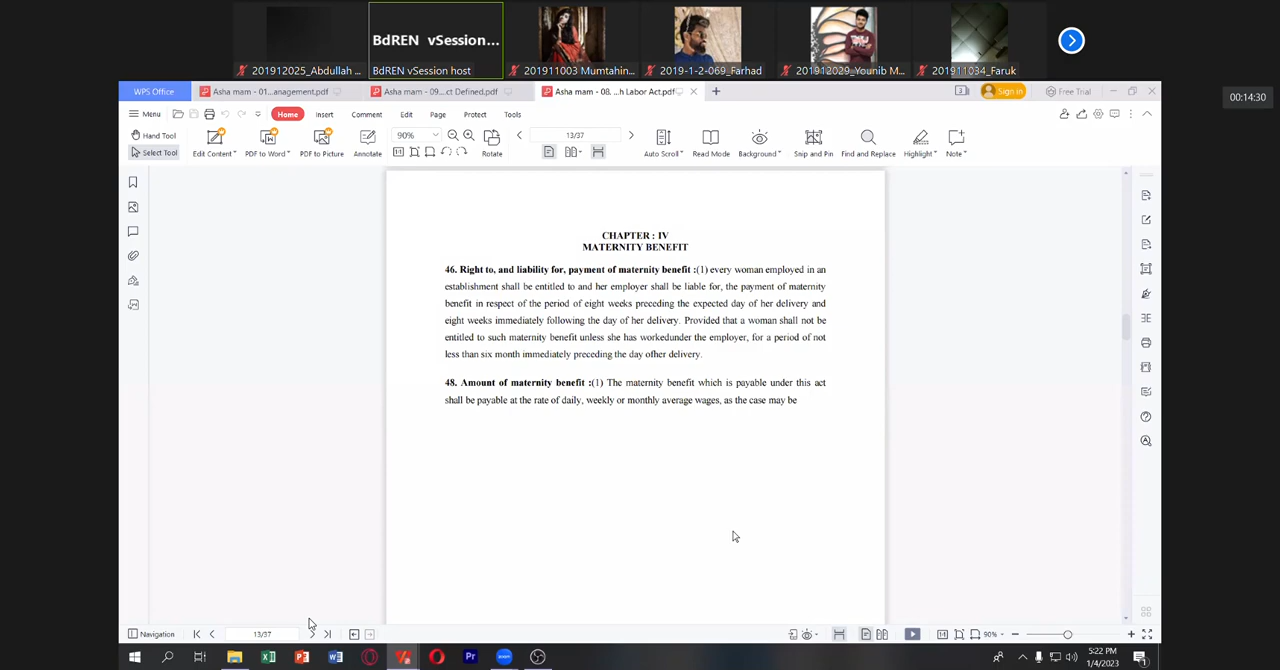 BdREN vSession...
201912025_Abdullah ...
BdREN vSession host
201911003 Mumtahin...
2019-1-2-069_Farhad
201912029_Younib M...
201911034_Faruk
00:14:30
WPS Office
Asha mam - 01...anagement.pdf
Asha mam - 09...ct Defined.pdf
Asha mam - 08. ...h Labor Act.pdf
3
Sign in
Free Trial
Menu
Home
Insert
Comment
Edit
Page
Protect
Tools
Hand Tool
Select Tool
Edit Content
PDF to Word
PDF to Picture
Annotate
90%
Rotate
13/37
Auto Scroll
Read Mode
Background
Snip and Pin
Find and Replace
Highlight
Note
CHAPTER : IV
MATERNITY BENEFIT
46. Right to, and liability for, payment of maternity benefit :(1) every woman employed in an
establishment shall be entitled to and her employer shall be liable for, the payment of maternity
benefit in respect of the period of eight weeks preceding the expected day of her delivery and
eight weeks immediately following the day of her delivery. Provided that a woman shall not be
entitled to such maternity benefit unless she has workedunder the employer, for a period of not
less than six month immediately preceding the day ofher delivery.
48. Amount of maternity benefit :(1) The maternity benefit which is payable under this act
shall be payable at the rate of daily, weekly or monthly average wages, as the case may be
Navigation
13/37
90%
5:22 PM
1/4/2023